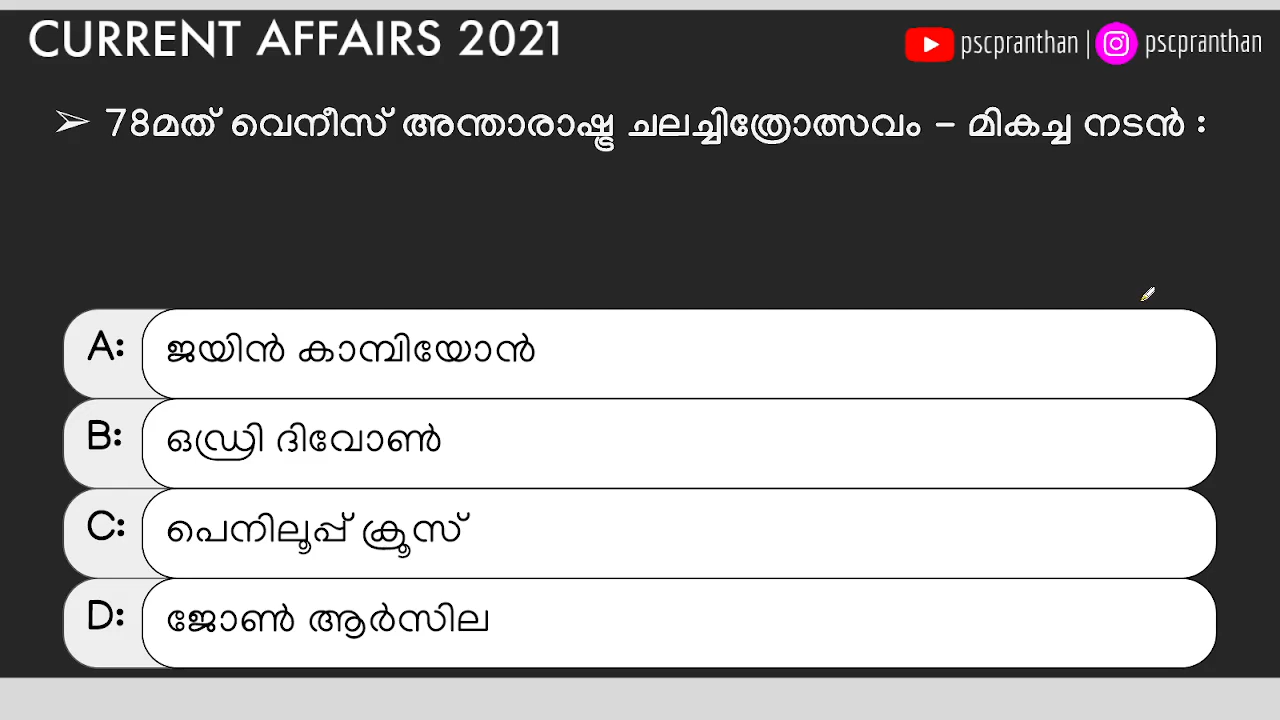 CURRENT AFFAIRS 2021
pscpranthan | pscpranthan
➢ 78മത് വെനീസ് അന്താരാഷ്ട്ര ചലച്ചിത്രോത്സവം - മികച്ച നടൻ :
A: ജയിൻ കാമ്പിയോൻ
B: ഒഡ്രി ദിവോൺ
C: പെനിലൂപ്പ് ക്രൂസ്
D: ജോൺ ആർസില